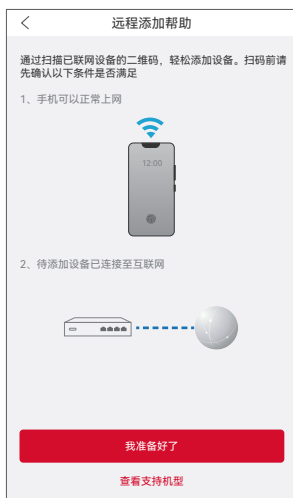 远程添加帮助
通过扫描已联网设备的二维码，轻松添加设备。扫码前请
先确认以下条件是否满足
1、手机可以正常上网
12:00
2、待添加设备已连接至互联网
我准备好了
查看支持机型